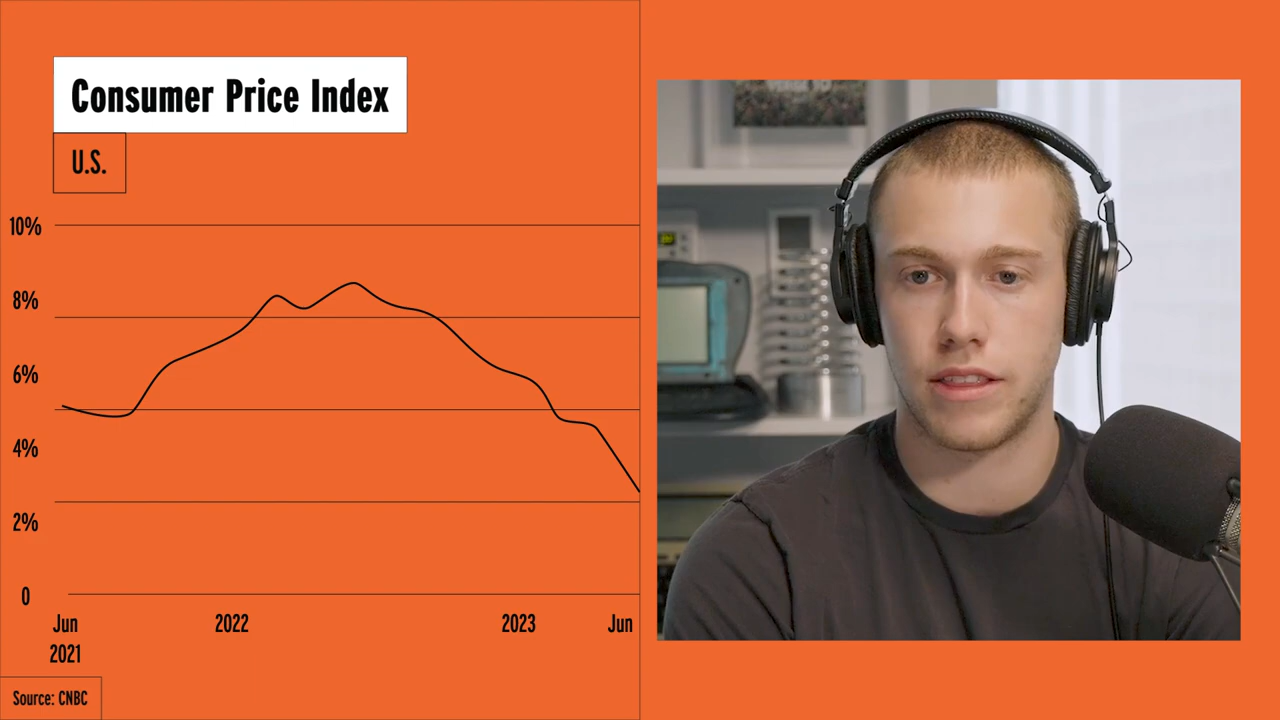 Consumer Price Index
U.S.
10%
8%
6%
4%
2%
0
Jun 2022 2023 Jun
2021
Source: CNBC